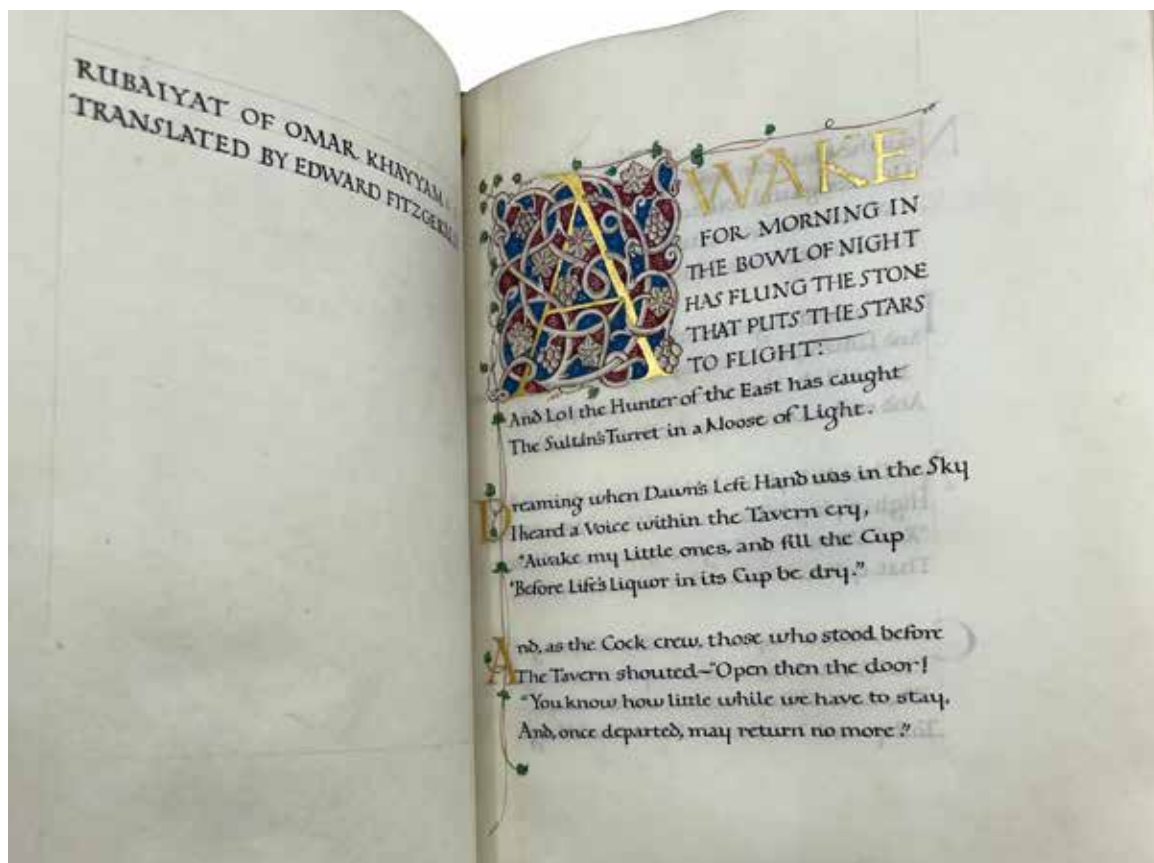 RUBAIYAT OF OMAR KHAYYAM
TRANSLATED BY EDWARD
AWAKE
FOR MORNING IN
THE BOWL OF NIGHT
HAS FLUNG THE STONE
THAT PUTS THE STARS
TO FLIGHT:
And Lo! the Hunter of the East has caught
The Sultán's Turret in a Noose of Light.
Dreaming when Dawn's Left Hand was in the Sky
I heard a Voice within the Tavern cry,
"Awake my Little ones, and fill the Cup
"Before Life's Liquor in its Cup be dry."
And, as the Cock crew, those who stood before
The Tavern shouted—"Open then the door!
"You know how little while we have to stay,
And, once departed, may return no more."